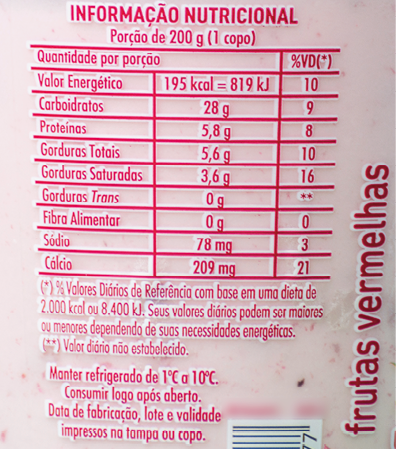 INFORMAÇÃO NUTRICIONAL
Porção de 200 g (1 copo)
Quantidade por porção %VD(*)
Valor Energético 195 kcal = 819 kJ 10
Carboidratos 28 g 9
Proteínas 5,8 g 8
Gorduras Totais 5,6 g 10
Gorduras Saturadas 3,6 g 16
Gorduras Trans 0 g **
Fibra Alimentar 0 g 0
Sódio 78 mg 3
Cálcio 209 mg 21
(*) % Valores Diários de Referência com base em uma dieta de
2.000 kcal ou 8.400 kJ. Seus valores diários podem ser maiores
ou menores dependendo de suas necessidades energéticas.
(**) Valor diário não estabelecido.
Manter refrigerado de 1°C a 10°C.
Consumir logo após aberto.
Data de fabricação, lote e validade
impressos na tampa ou copo.
frutas vermelhas
77